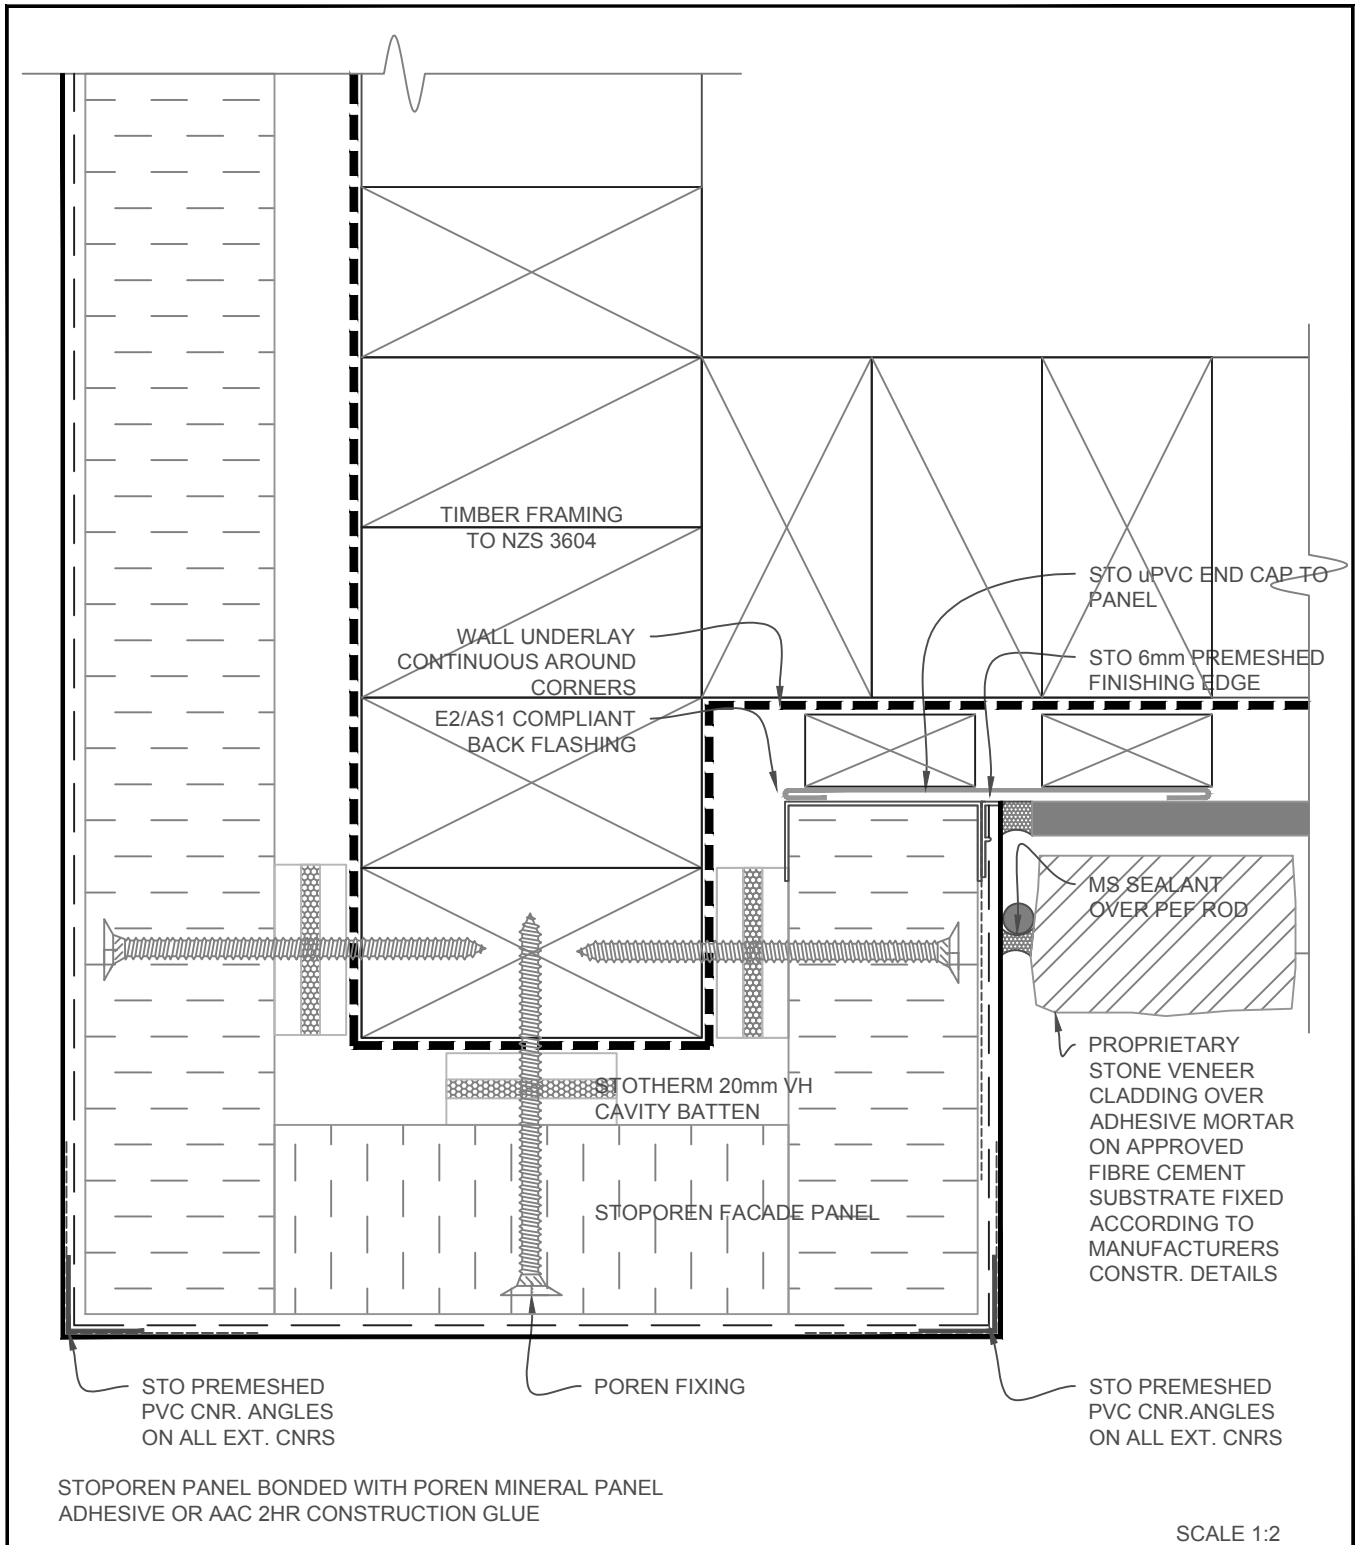 TIMBER FRAMING
TO NZS 3604
STO uPVC END CAP TO
PANEL
WALL UNDERLAY
CONTINUOUS AROUND
CORNERS
STO 6mm PREMESHED
FINISHING EDGE
E2/AS1 COMPLIANT
BACK FLASHING
MS SEALANT
OVER PEF ROD
PROPRIETARY
STONE VENEER
CLADDING OVER
ADHESIVE MORTAR
ON APPROVED
FIBRE CEMENT
SUBSTRATE FIXED
ACCORDING TO
MANUFACTURERS
CONSTR. DETAILS
STOTHERM 20mm VH
CAVITY BATTEN
STOPOREN FACADE PANEL
STO PREMESHED
PVC CNR. ANGLES
ON ALL EXT. CNRS
POREN FIXING
STO PREMESHED
PVC CNR.ANGLES
ON ALL EXT. CNRS
STOPOREN PANEL BONDED WITH POREN MINERAL PANEL
ADHESIVE OR AAC 2HR CONSTRUCTION GLUE
SCALE 1:2